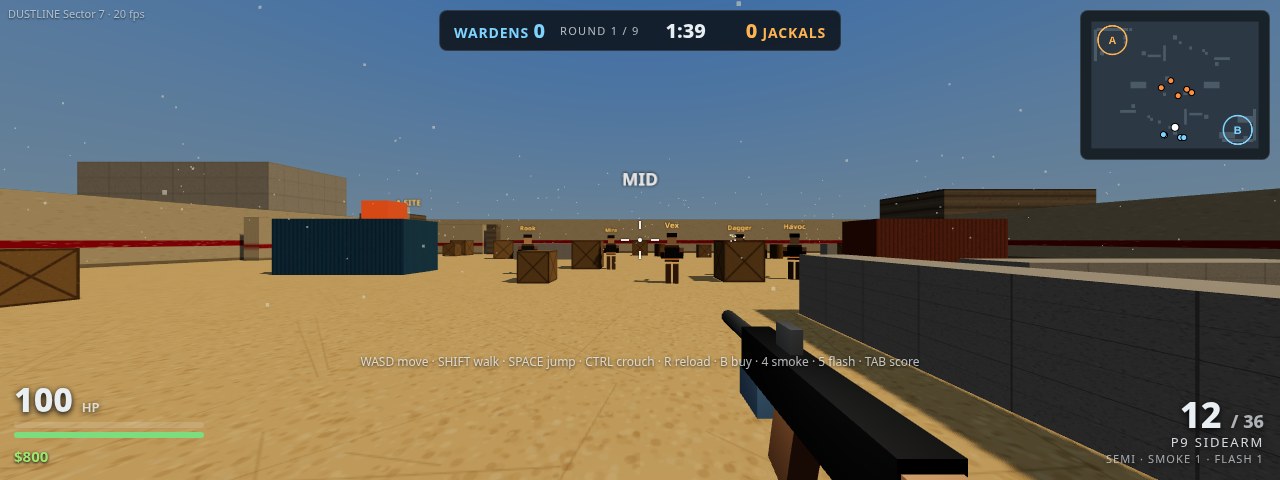 DUSTLINE Sector 7 · 20 fps
WARDENS 0 ROUND 1 / 9 1:39 0 JACKALS
A
B
MID
SITE
Rook
Vex
Dagger
Havoc
WASD move · SHIFT walk · SPACE jump · CTRL crouch · R reload · B buy · 4 smoke · 5 flash · TAB score
100 HP
$800
12 / 36
P9 SIDEARM
SEMI · SMOKE 1 · FLASH 1